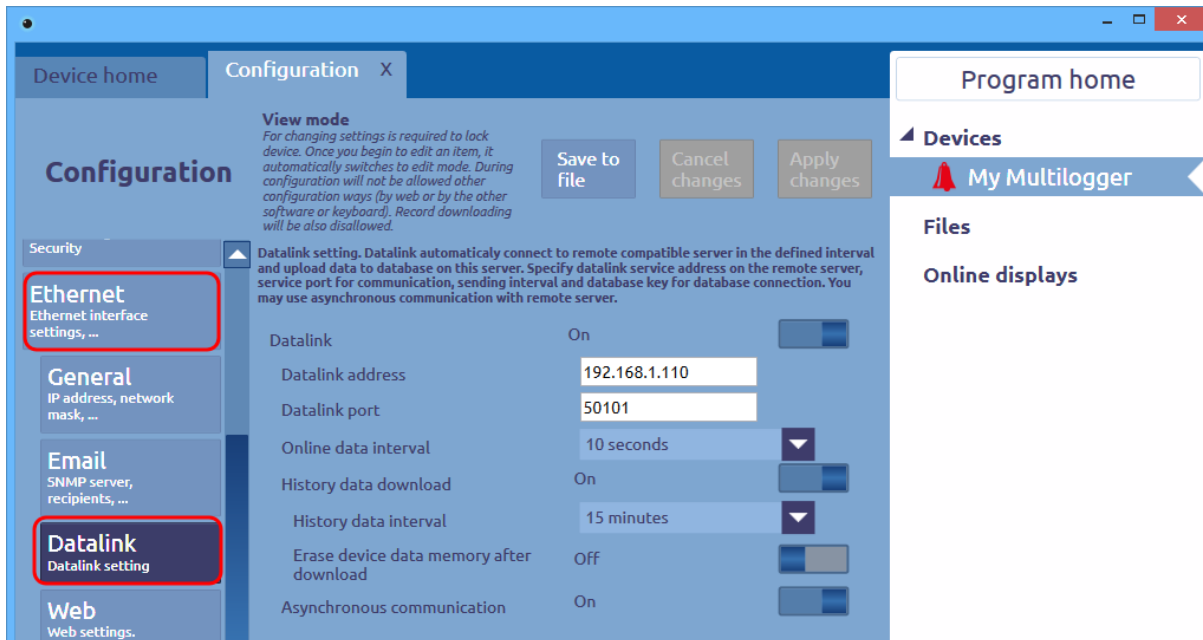 Device home
Configuration X
Program home
Configuration
View mode
For changing settings is required to lock
device. Once you begin to edit an item, it
automatically switches to edit mode. During
configuration will not be allowed other
configuration ways (by web or by the other
software or keyboard). Record downloading
will be also disallowed.
Save to
file
Cancel
changes
Apply
changes
Devices
My Multilogger
Files
Online displays
Security
Ethernet
Ethernet interface
settings, ...
General
IP address, network
mask, ...
Email
SNMP server,
recipients, ...
Datalink
Datalink setting
Web
Web settings.
Datalink setting. Datalink automaticaly connect to remote compatible server in the defined interval
and upload data to database on this server. Specify datalink service address on the remote server,
service port for communication, sending interval and database key for database connection. You
may use asynchronous communication with remote server.
Datalink On
Datalink address 192.168.1.110
Datalink port 50101
Online data interval 10 seconds
History data download On
History data interval 15 minutes
Erase device data memory after
download Off
Asynchronous communication On